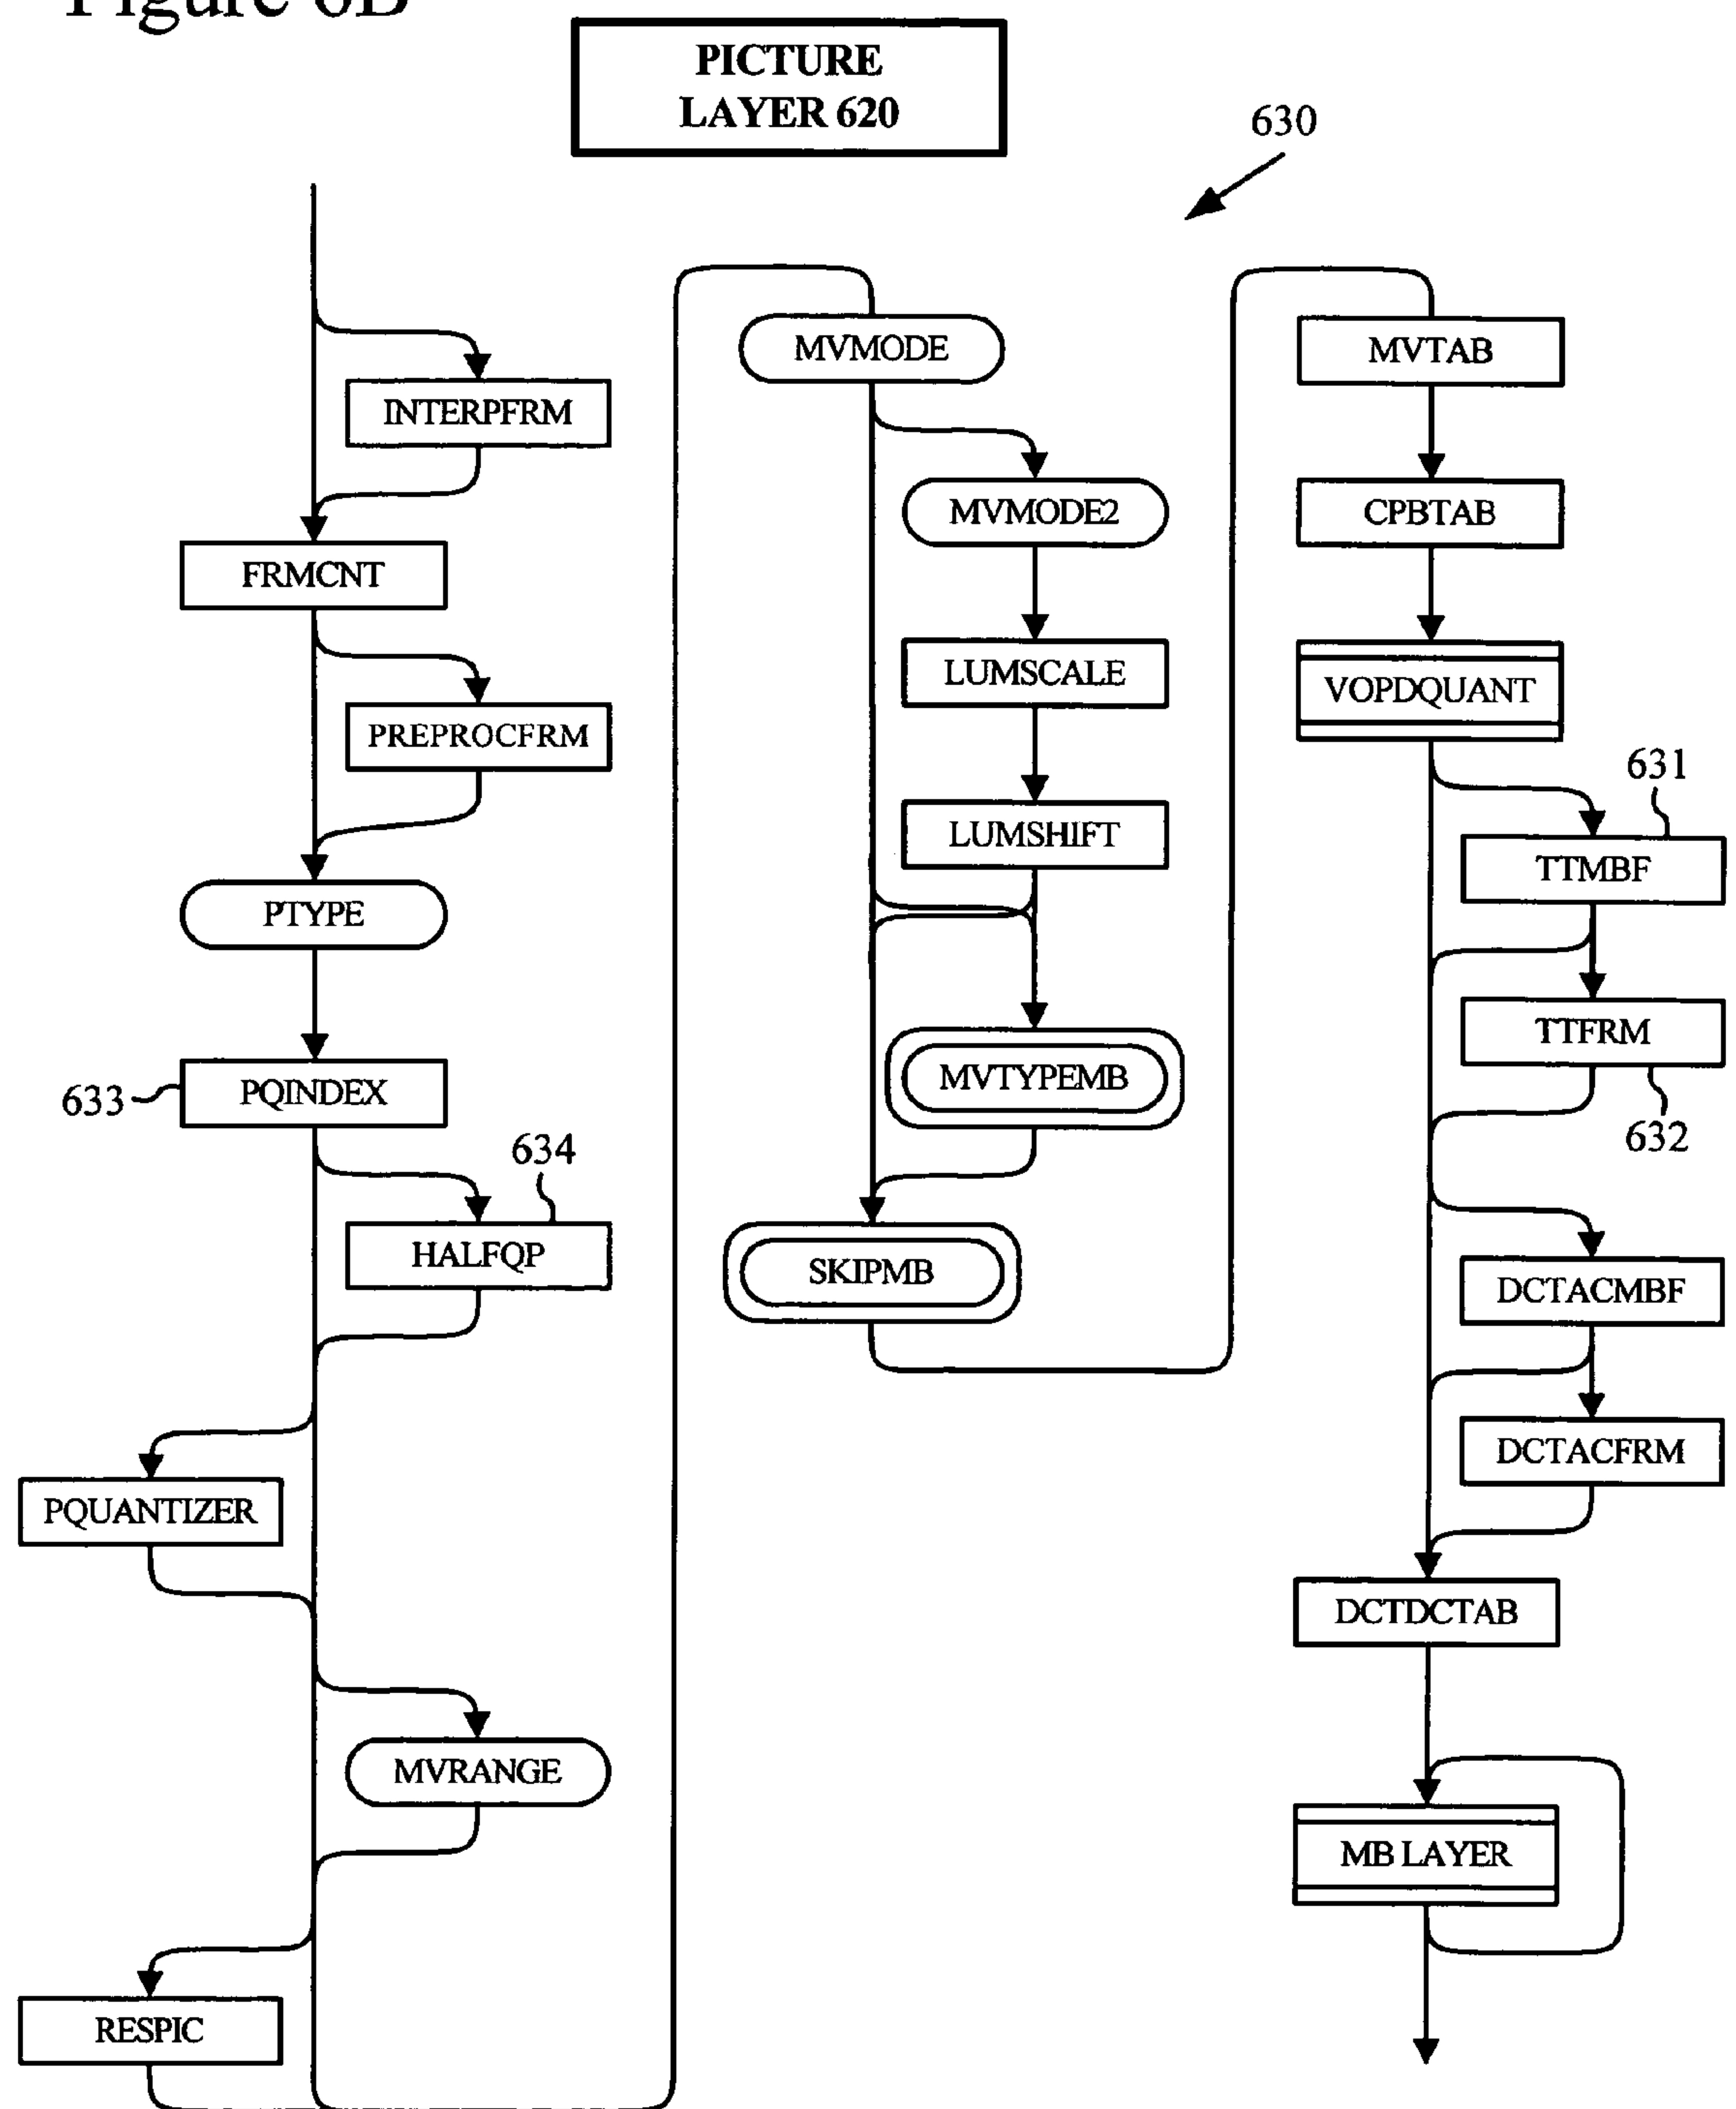 Figure 6B
PICTURE
LAYER 620
630
INTERPFRM
FRMCNT
PREPROCFRM
PTYPE
633
PQINDEX
634
HALFQP
PQUANTIZER
MVRANGE
RESPIC
MVMODE
MVMODE2
LUMSCALE
LUMSHIFT
MVTYPEMB
SKIPMB
MVTAB
CPBTAB
VOPDQUANT
631
TTMBF
TTFRM
632
DCTACMBF
DCTACFRM
DCTDCTAB
MB LAYER